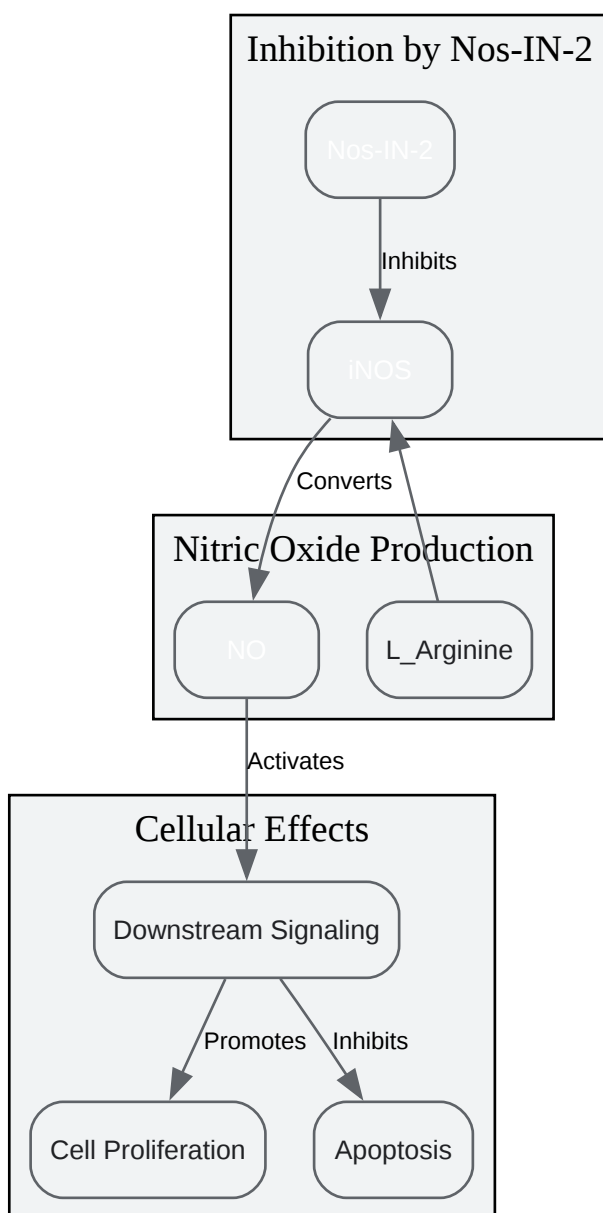 Inhibition by Nos-IN-2
Nos-IN-2
Inhibits
iNOS
Converts
Nitric Oxide Production
NO
L_Arginine
Activates
Cellular Effects
Downstream Signaling
Promotes
Inhibits
Cell Proliferation
Apoptosis